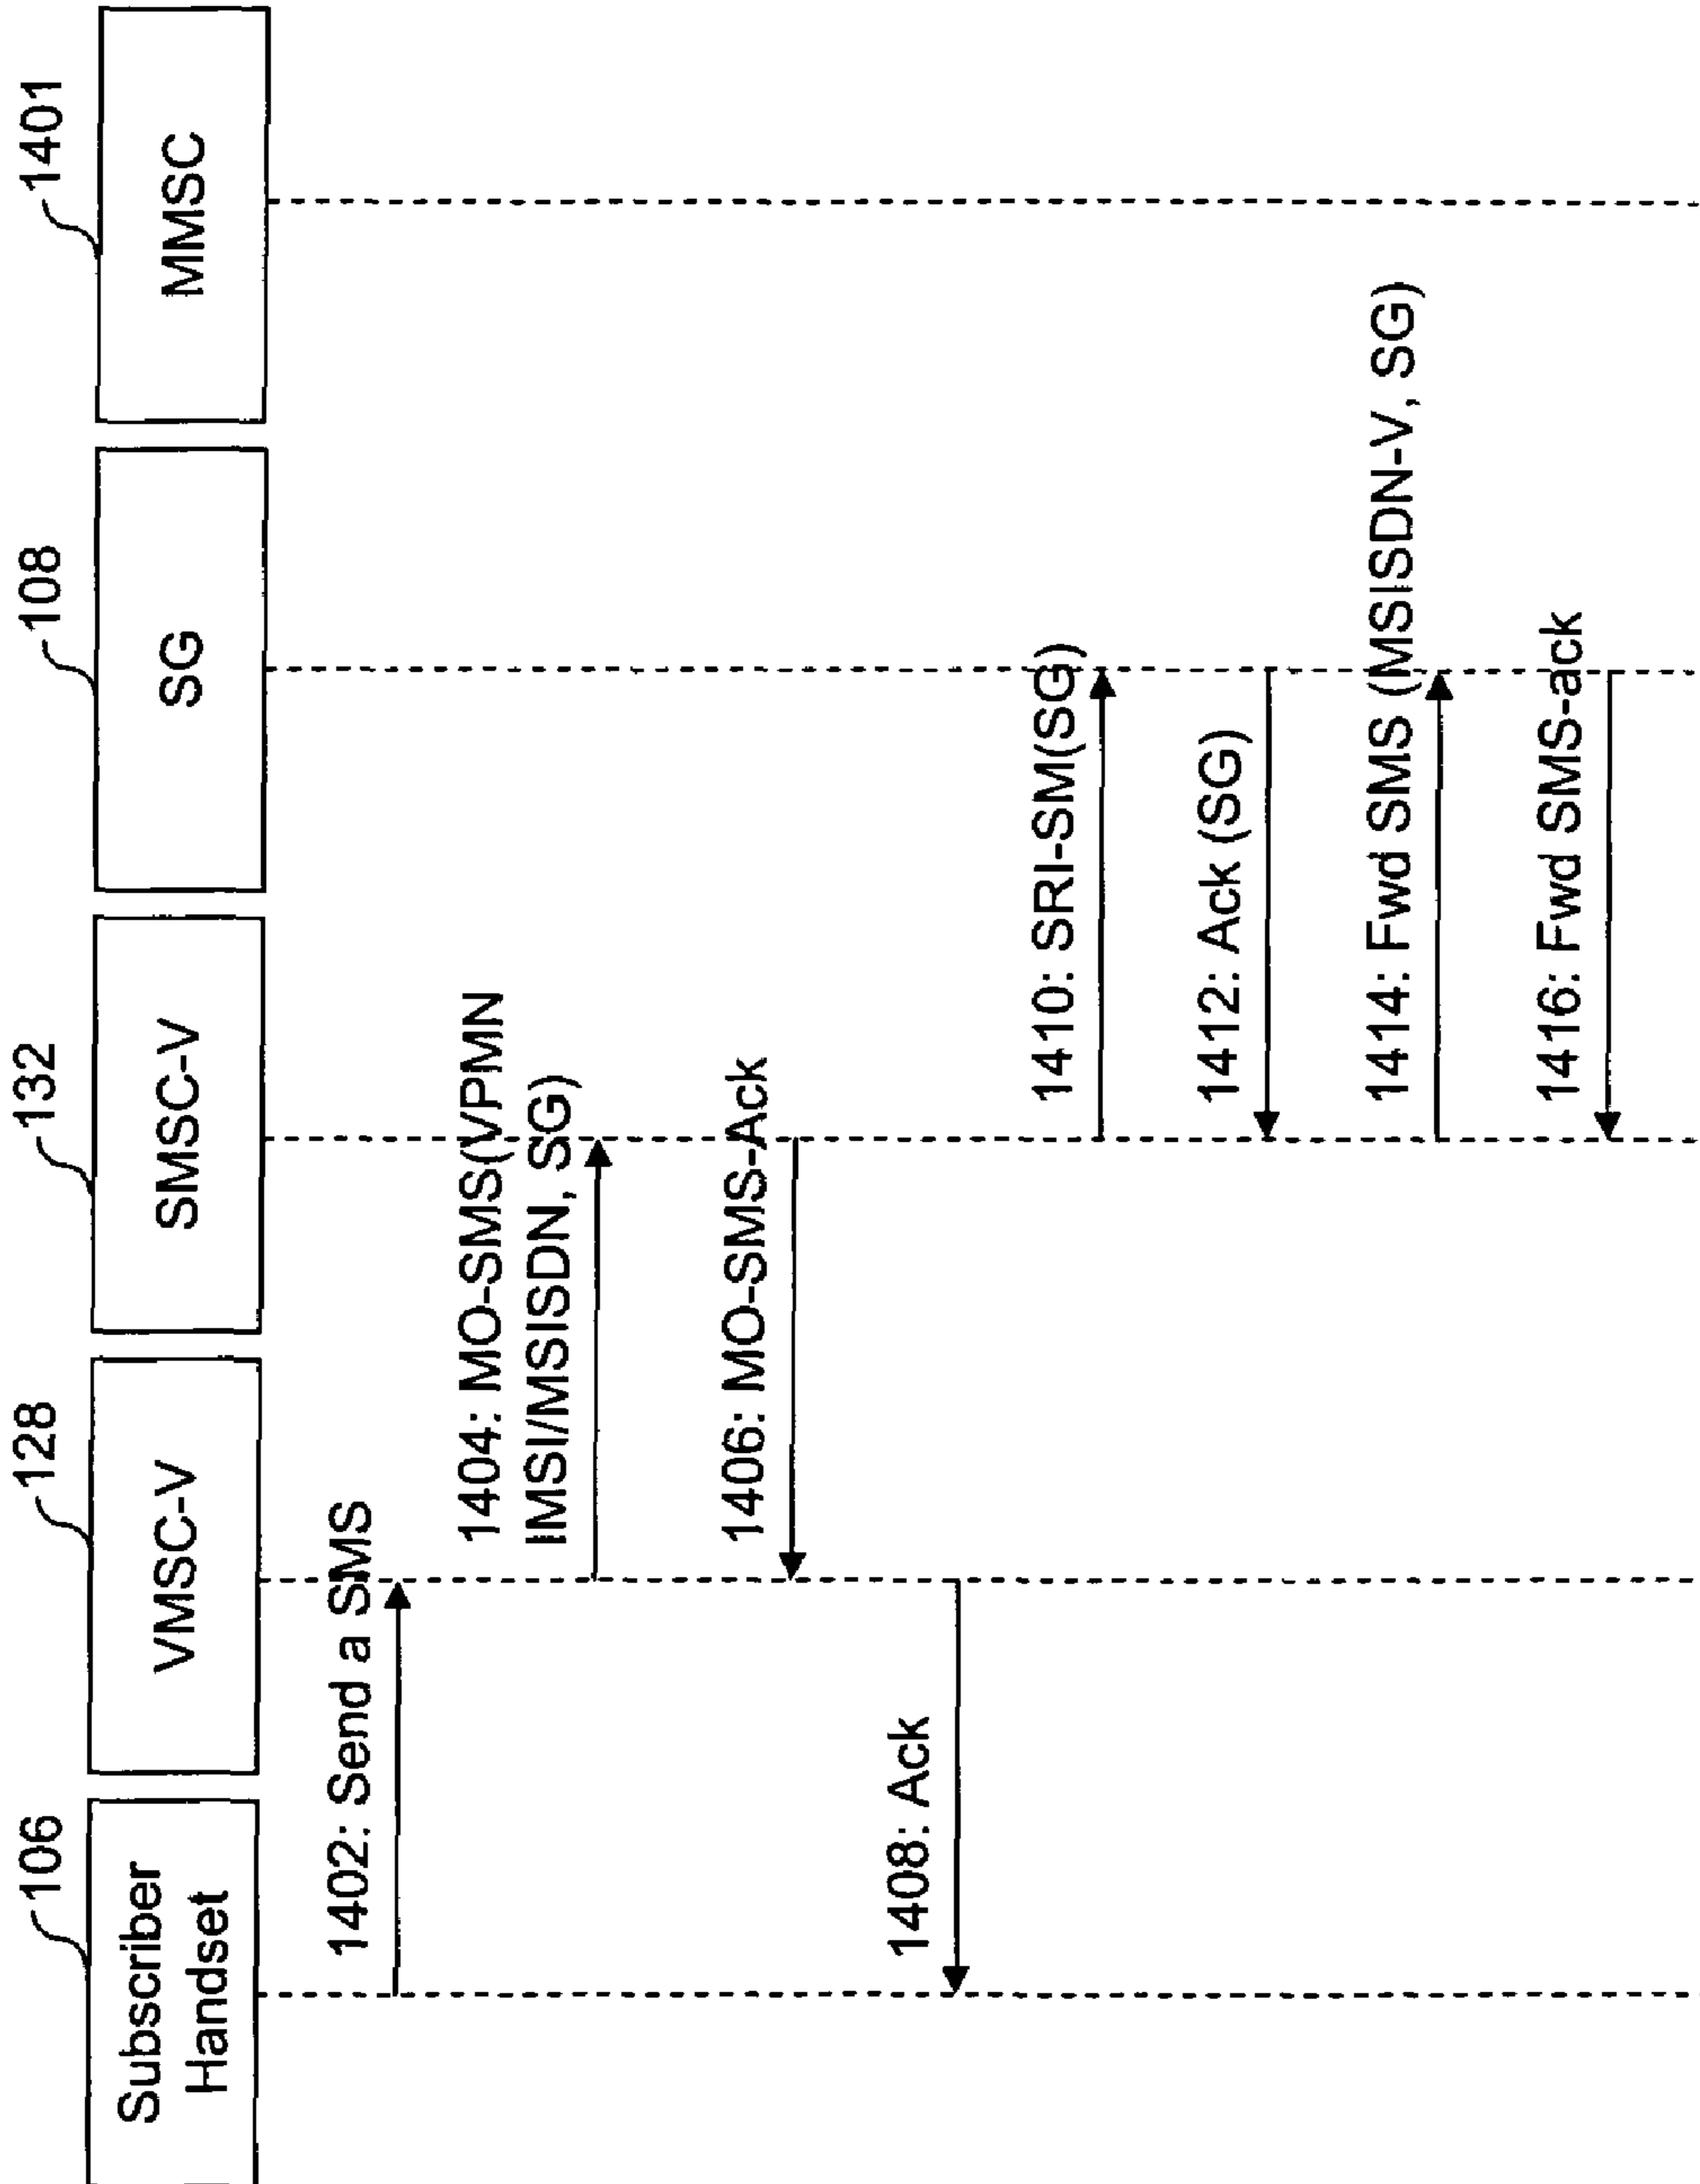 106
128
132
108
1401
Subscriber
Handset
VMSC-V
SMSC-V
SG
MMSC
1402: Send a SMS
1404: MO-SMS(VPMN
IMSI/MSISDN, SG)
1406: MO-SMS-Ack
1408: Ack
1410: SRI-SM(SG)
1412: Ack (SG)
1414: Fwd SMS (MSISDN-V, SG)
1416: Fwd SMS-ack